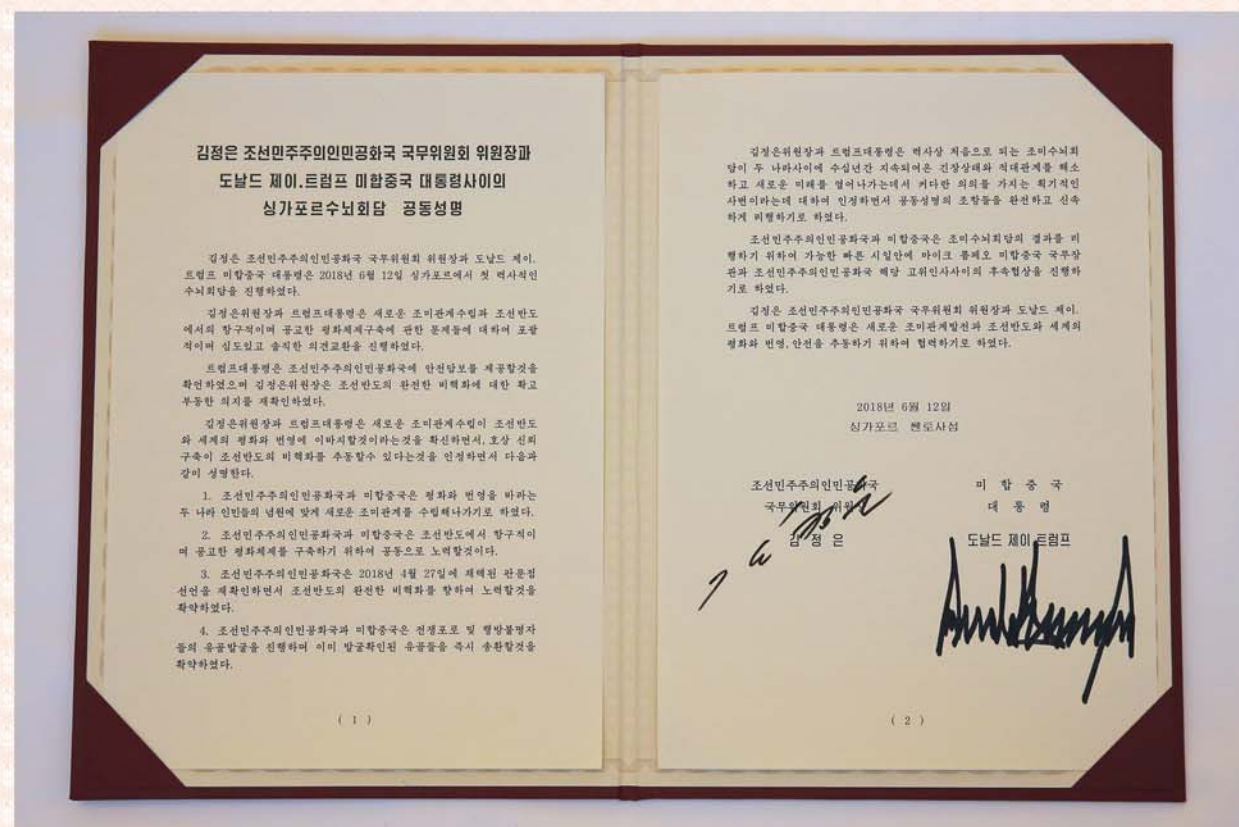 김정은 조선민주주의인민공화국 국무위원회 위원장과
도날드 제이.트럼프 미합중국 대통령사이의
싱가포르수뇌회담 공동성명
김정은 조선민주주의인민공화국 국무위원회 위원장과 도날드 제이.
트럼프 미합중국 대통령은 2018년 6월 12일 싱가포르에서 첫 력사적인
수뇌회담을 진행하였다.
김정은위원장과 트럼프대통령은 새로운 조미관계수립과 조선반도
에서의 항구적이며 공고한 평화체제구축에 관한 문제들에 대하여 포괄
적이며 심도있고 솔직한 의견교환을 진행하였다.
트럼프대통령은 조선민주주의인민공화국에 안전담보를 제공할것을
확언하였으며 김정은위원장은 조선반도의 완전한 비핵화에 대한 확고
부동한 의지를 재확인하였다.
김정은위원장과 트럼프대통령은 새로운 조미관계수립이 조선반도
와 세계의 평화와 번영에 이바지할것이라는것을 확신하면서, 호상 신뢰
구축이 조선반도의 비핵화를 추동할수 있다는것을 인정하면서 다음과
같이 성명한다.
1. 조선민주주의인민공화국과 미합중국은 평화와 번영을 바라는
두 나라 인민들의 념원에 맞게 새로운 조미관계를 수립해나가기로 하였다.
2. 조선민주주의인민공화국과 미합중국은 조선반도에서 항구적이
며 공고한 평화체제를 구축하기 위하여 공동으로 노력할것이다.
3. 조선민주주의인민공화국은 2018년 4월 27일에 채택된 판문점
선언을 재확인하면서 조선반도의 완전한 비핵화를 향하여 노력할것을
확약하였다.
4. 조선민주주의인민공화국과 미합중국은 전쟁포로 및 행방불명자
들의 유골발굴을 진행하며 이미 발굴확인된 유골들을 즉시 송환할것을
확약하였다.
( 1 )
김정은위원장과 트럼프대통령은 력사상 처음으로 되는 조미수뇌회
담이 두 나라사이에 수십년간 지속되여온 긴장상태와 적대관계를 해소
하고 새로운 미래를 열어나가는데서 커다란 의의를 가지는 획기적인
사변이라는데 대하여 인정하면서 공동성명의 조항들을 완전하고 신속
하게 리행하기로 하였다.
조선민주주의인민공화국과 미합중국은 조미수뇌회담의 결과를 리
행하기 위하여 가능한 빠른 시일안에 마이크 폼페오 미합중국 국무장
관과 조선민주주의인민공화국 해당 고위인사사이의 후속협상을 진행하
기로 하였다.
김정은 조선민주주의인민공화국 국무위원회 위원장과 도날드 제이.
트럼프 미합중국 대통령은 새로운 조미관계발전과 조선반도와 세계의
평화와 번영, 안전을 추동하기 위하여 협력하기로 하였다.
2018년 6월 12일
싱가포르 쎈토사섬
조선민주주의인민공화국
국무위원회 위원장
김정은
미합중국
대통령
도날드 제이.트럼프
( 2 )